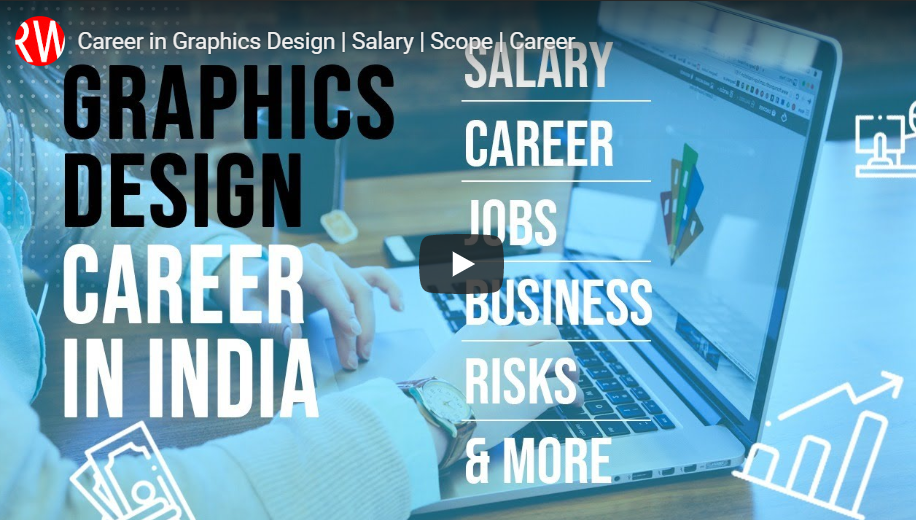 RW
Career in Graphics Design | Salary | Scope | Career
GRAPHICS
DESIGN
CAREER
IN INDIA
SALARY
CAREER
JOBS
BUSINESS
RISKS
& MORE